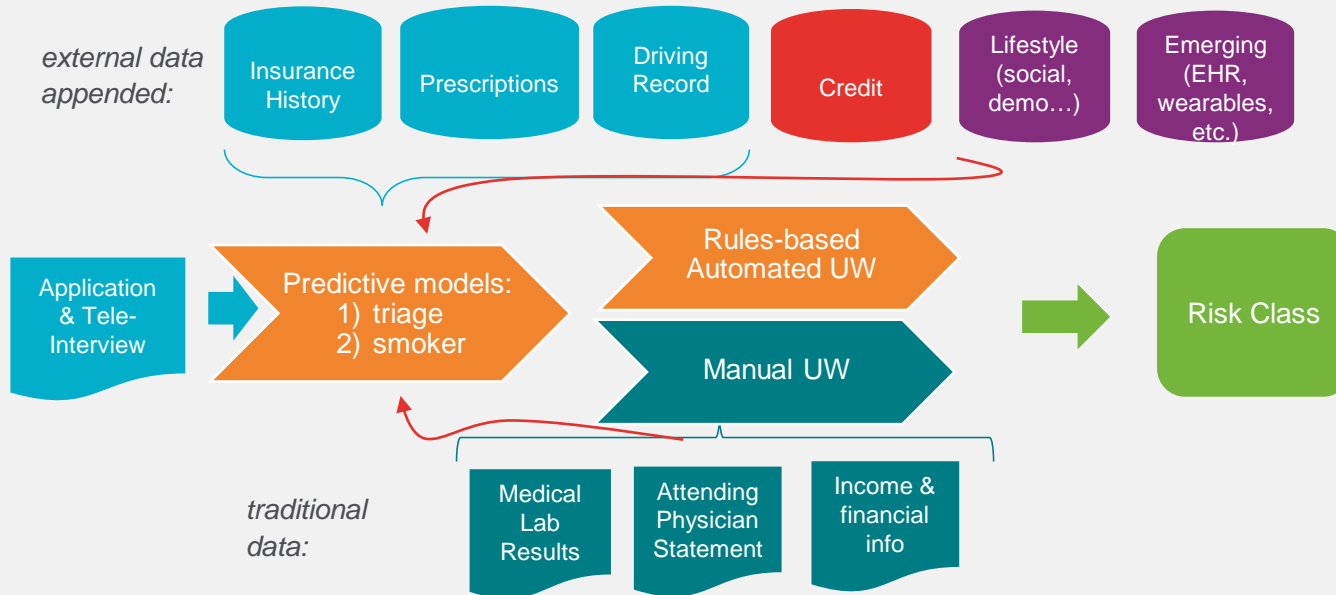 external data
appended:
Insurance
History
Prescriptions
Driving
Record
Credit
Lifestyle
(social,
demo…)
Emerging
(EHR,
wearables,
etc.)
Application
& Tele-
Interview
Predictive models:
1) triage
2) smoker
Rules-based
Automated UW
Manual UW
Risk Class
traditional
data:
Medical
Lab
Results
Attending
Physician
Statement
Income &
financial
info